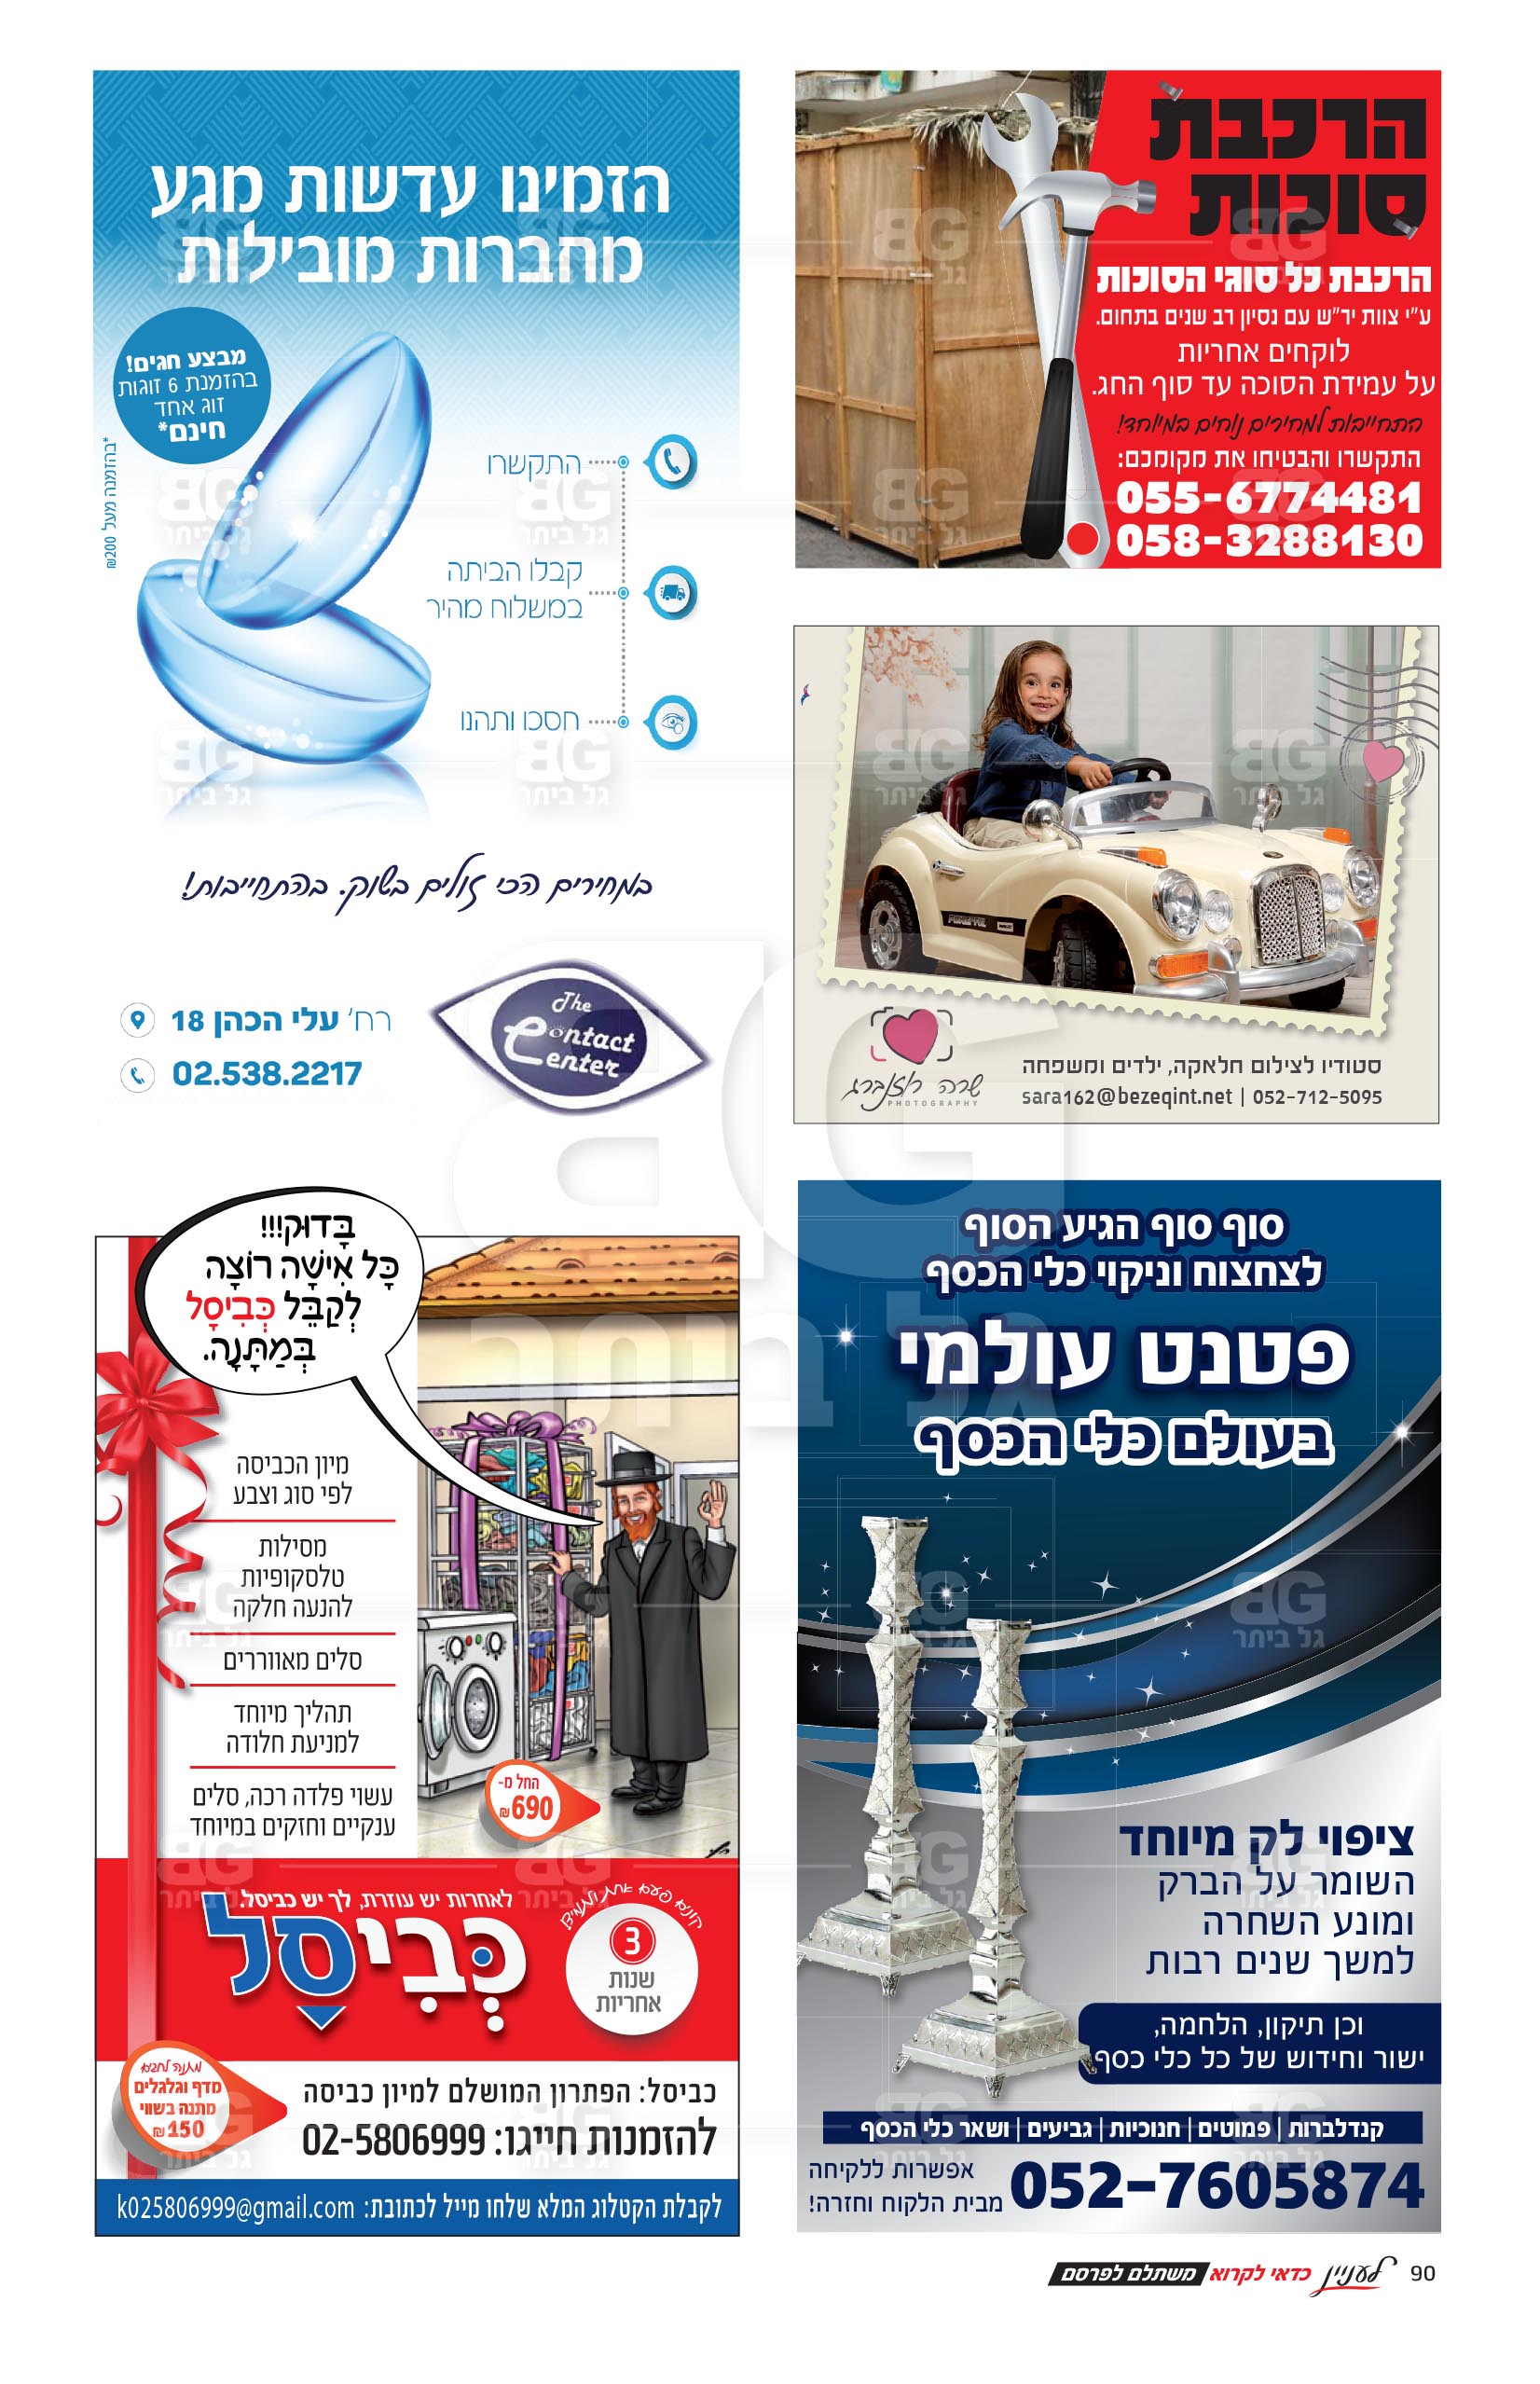 הרכבת
סוכות
הרכבת כל סוגי הסוכות
ע"י צוות יר"ש עם נסיון רב שנים בתחום.
לוקחים אחריות
על עמידת הסוכה עד סוף החג.
התחייבות למחירים נוחים במיוחד!
התקשרו והבטיחו את מקומכם:
055-6774481
058-3288130
הזמינו עדשות מגע
מחברות מובילות
מבצע חגים!
בהזמנת 6 זוגות
זוג אחד
חינם*
*בהזמנה מעל 200₪
התקשרו
קבלו הביתה
במשלוח מהיר
חסכו ותהנו
במחירים הכי זולים בשוק. בהתחייבות!
The
Contact
Center
רח' עלי הכהן 18
02.538.2217
סטודיו לצילום חלאקה, ילדים ומשפחה
sara162@bezeqint.net | 052-712-5095
שרה רוזנברג
PHOTOGRAPHY
סוף סוף הגיע הסוף
לצחצוח וניקוי כלי הכסף
פטנט עולמי
בעולם כלי הכסף
ציפוי לק מיוחד
השומר על הברק
ומונע השחרה
למשך שנים רבות
וכן תיקון, הלחמה,
ישור וחידוש של כל כלי כסף
קנדלברות | פמוטים | חנוכיות | גביעים | ושאר כלי הכסף
052-7605874
אפשרות ללקיחה
מבית הלקוח וחזרה!
בָּדוּק!!!
כָּל אִישָּׁה רוֹצָה
לְקַבֵּל כְּבִיסָל
בְּמַתָּנָה.
מיון הכביסה
לפי סוג וצבע
מסילות
טלסקופיות
להנעה חלקה
סלים מאווררים
תהליך מיוחד
למניעת חלודה
עשוי פלדה רכה, סלים
ענקיים וחזקים במיוחד
החל מ-
690₪
לאחרות יש עוזרת, לך יש כביסל.
כְּבִיסָל
קונים פעם אחת ולתמיד!
3
שנות
אחריות
מתנה לחגים
מדף וגלגלים
מתנה בשווי
150₪
כביסל: הפתרון המושלם למיון כביסה
להזמנות חייגו: 02-5806999
לקבלת הקטלוג המלא שלחו מייל לכתובת: k025806999@gmail.com
90 לעניין כדאי לקרוא משתלם לפרסם
BG
גל ביתר